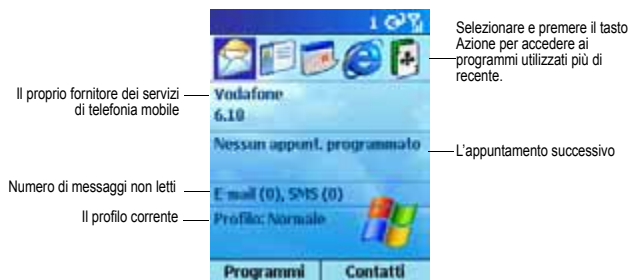 1
Selezionare e premere il tasto
Azione per accedere ai
programmi utilizzati più di
recente.
Il proprio fornitore dei servizi
di telefonia mobile
Vodafone
6.10
Nessun appunt. programmato
L'appuntamento successivo
Numero di messaggi non letti
E-mail (0), SMS (0)
Il profilo corrente
Profilo: Normale
Programmi
Contatti